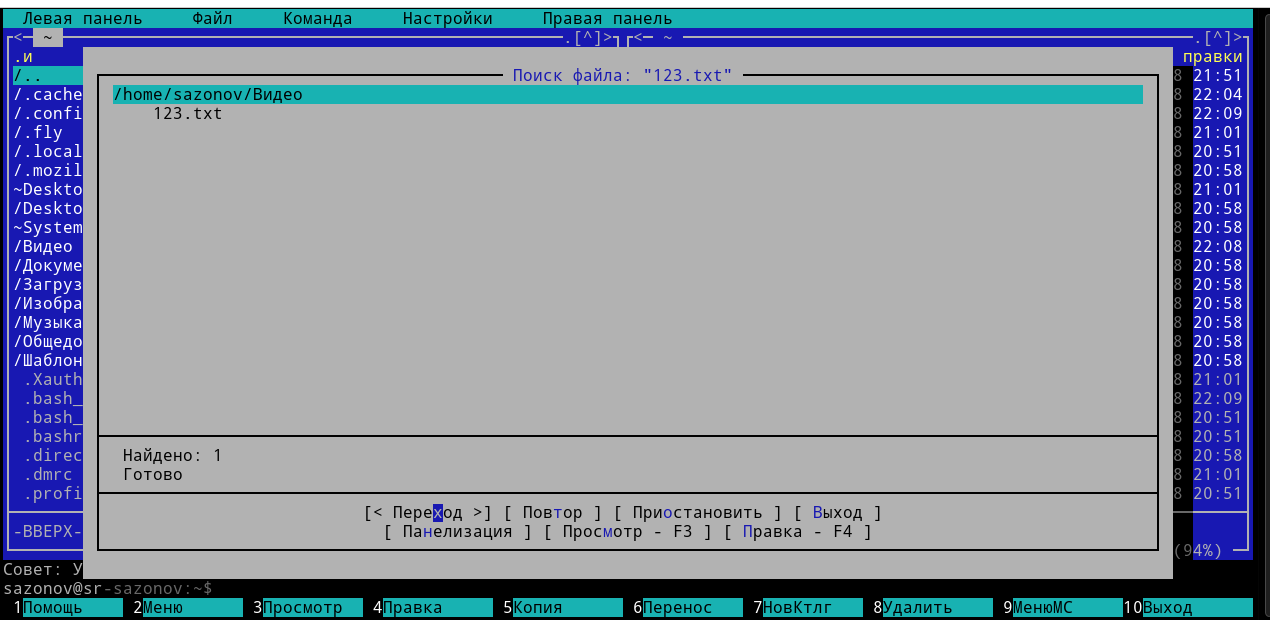 Левая панель Файл Команда Настройки Правая панель
<- ~ .[^]> <- ~ .[^]>
.и правки
Поиск файла: "123.txt"
/.. 8 21:51
/.cache /home/sazonov/Видео 8 22:04
/.confi 123.txt 8 22:09
/.fly 8 21:01
/.local 8 20:51
/.mozil 8 20:58
~Deskto 8 21:01
/Deskto 8 20:58
~System 8 20:58
/Видео 8 22:08
/Докуме 8 20:58
/Загруз 8 20:58
/Изобра 8 20:58
/Музыка 8 20:58
/Общедо 8 20:58
/Шаблон 8 20:58
.Xauth 8 21:01
.bash_ 8 22:09
.bash_ 8 20:51
.bashr 8 20:51
.direc Найдено: 1 8 20:58
.dmrc Готово 8 21:01
.profi 8 20:51
[< Переход >] [ Повтор ] [ Приостановить ] [ Выход ]
-ВВЕРХ- [ Панелизация ] [ Просмотр - F3 ] [ Правка - F4 ]
(94%)
Совет: У
sazonov@sr-sazonov:~$
1Помощь 2Меню 3Просмотр 4Правка 5Копия 6Перенос 7НовКтлг 8Удалить 9МенюMC 10Выход